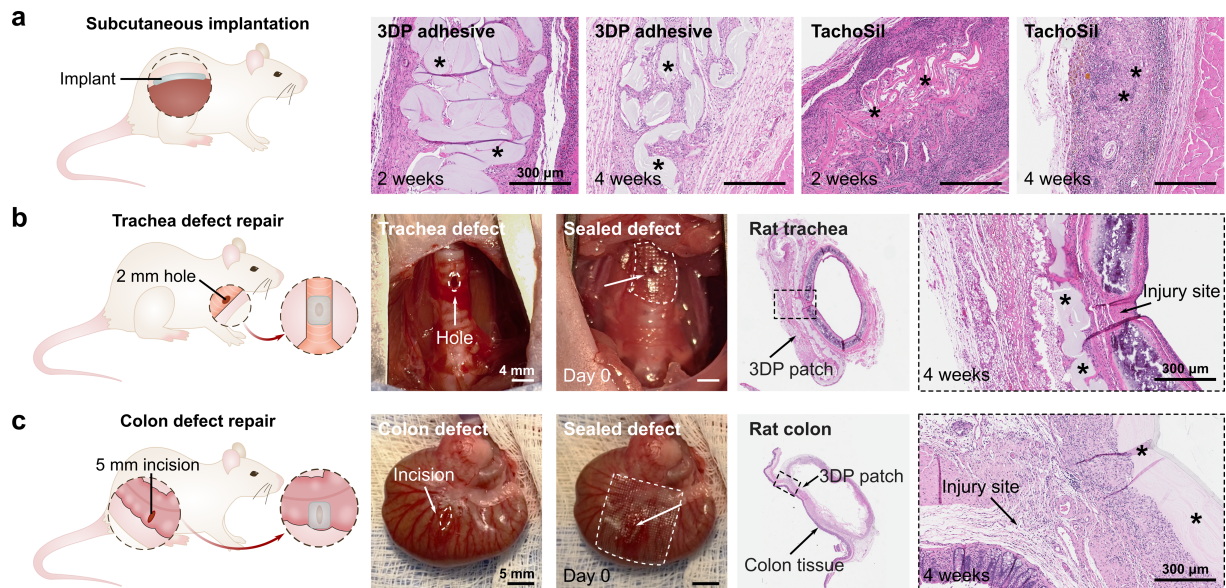 a
Subcutaneous implantation
Implant
3DP adhesive
*
*
2 weeks
300 µm
3DP adhesive
*
*
4 weeks
TachoSil
*
*
2 weeks
TachoSil
*
*
4 weeks
b
Trachea defect repair
2 mm hole
Trachea defect
Hole
4 mm
Sealed defect
Day 0
Rat trachea
3DP patch
*
Injury site
*
4 weeks
300 µm
c
Colon defect repair
5 mm incision
Colon defect
Incision
5 mm
Sealed defect
Day 0
Rat colon
3DP patch
Colon tissue
*
Injury site
*
4 weeks
300 µm